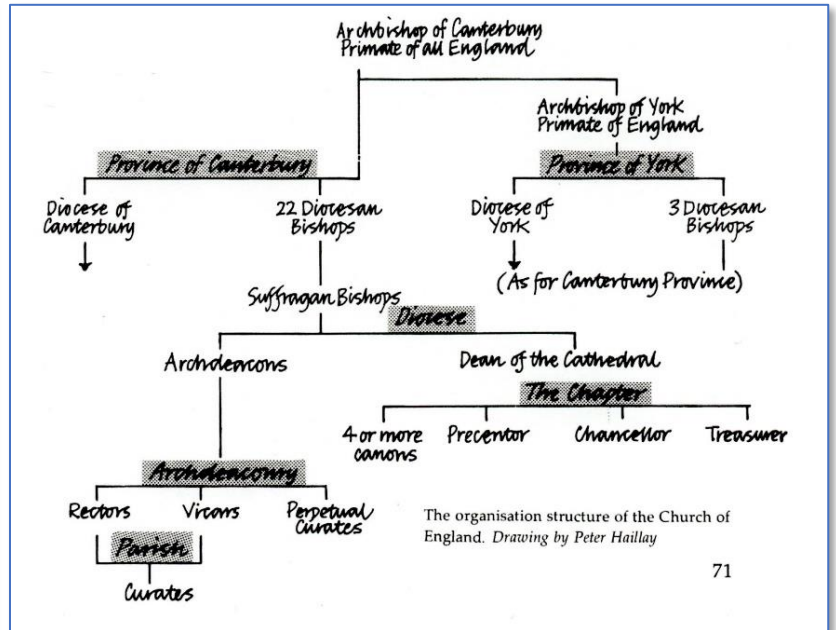 Archbishop of Canterbury
Primate of all England
Archbishop of York
Primate of England
Province of Canterbury
Province of York
Diocese of
Canterbury
22 Diocesan
Bishops
Diocese of
York
3 Diocesan
Bishops
(As for Canterbury Province)
Suffragan Bishops
Diocese
Archdeacons
Dean of the Cathedral
The Chapter
4 or more
canons
Precentor
Chancellor
Treasurer
Archdeaconry
Rectors
Vicars
Perpetual
Curates
Parish
Curates
The organisation structure of the Church of
England. Drawing by Peter Haillay
71